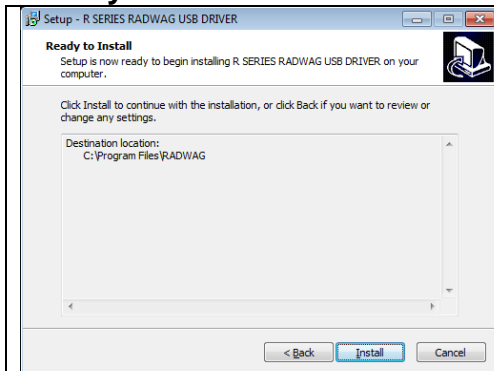 Setup - R SERIES RADWAG USB DRIVER
Ready to Install
Setup is now ready to begin installing R SERIES RADWAG USB DRIVER on your
computer.
Click Install to continue with the installation, or click Back if you want to review or
change any settings.
Destination location:
C:\Program Files\RADWAG
< Back
Install
Cancel